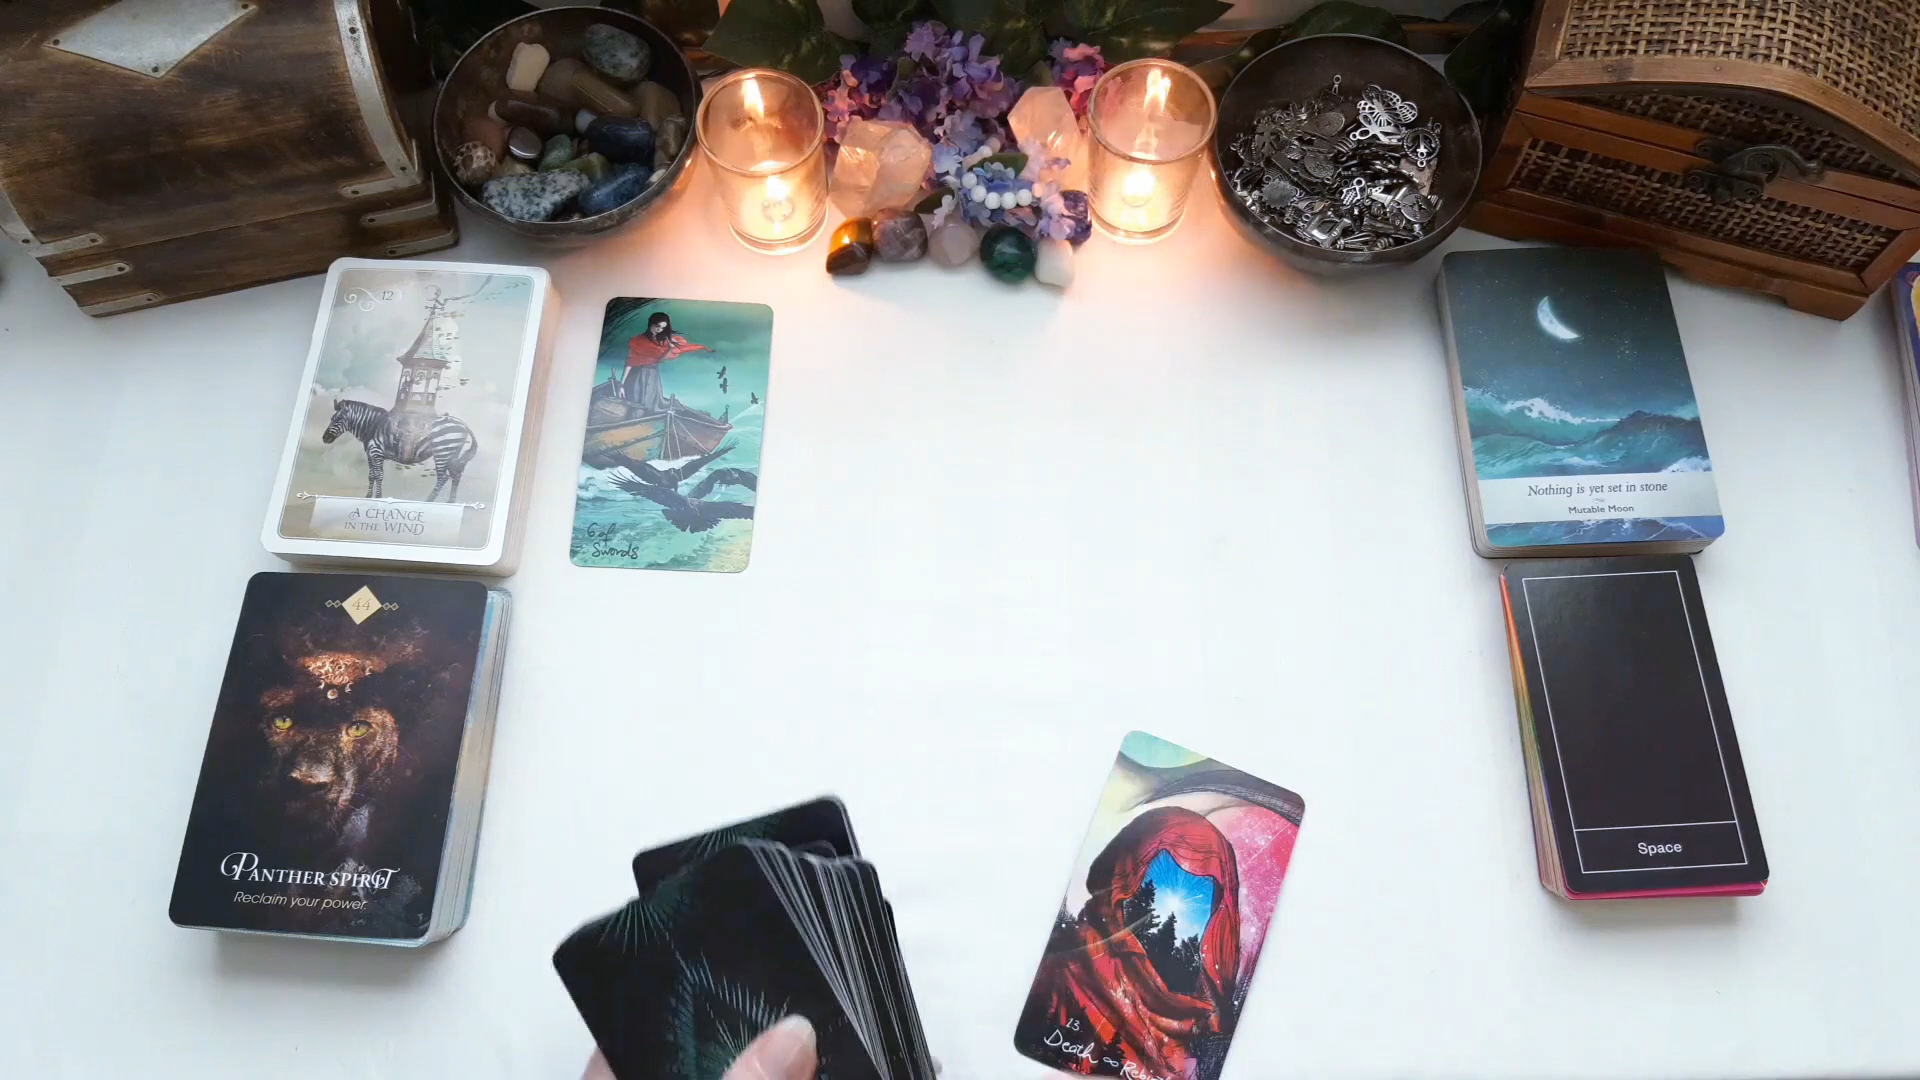 12
A CHANGE
IN THE WIND
6 of
Swords
Nothing is yet set in stone
Mutable Moon
44
PANTHER SPIRIT
Reclaim your power.
Space
13
Death ∞